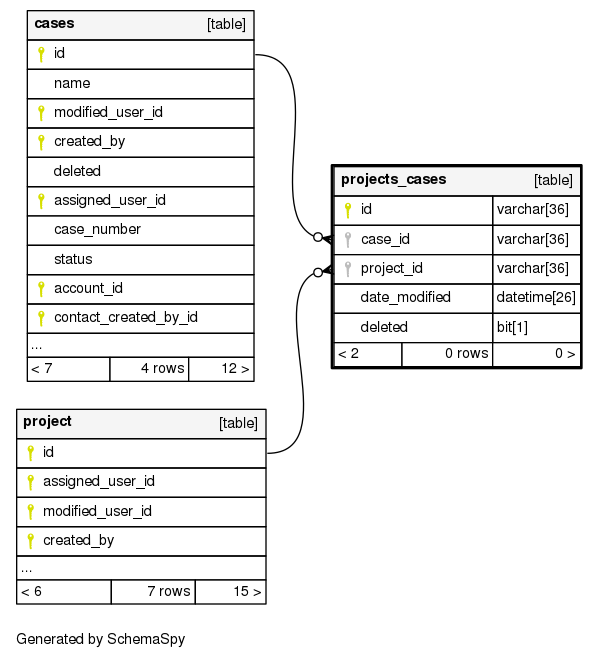 cases [table]
id
name
modified_user_id
created_by
deleted
assigned_user_id
case_number
status
account_id
contact_created_by_id
...
< 7 4 rows 12 >
projects_cases [table]
id varchar[36]
case_id varchar[36]
project_id varchar[36]
date_modified datetime[26]
deleted bit[1]
< 2 0 rows 0 >
project [table]
id
assigned_user_id
modified_user_id
created_by
...
< 6 7 rows 15 >
Generated by SchemaSpy